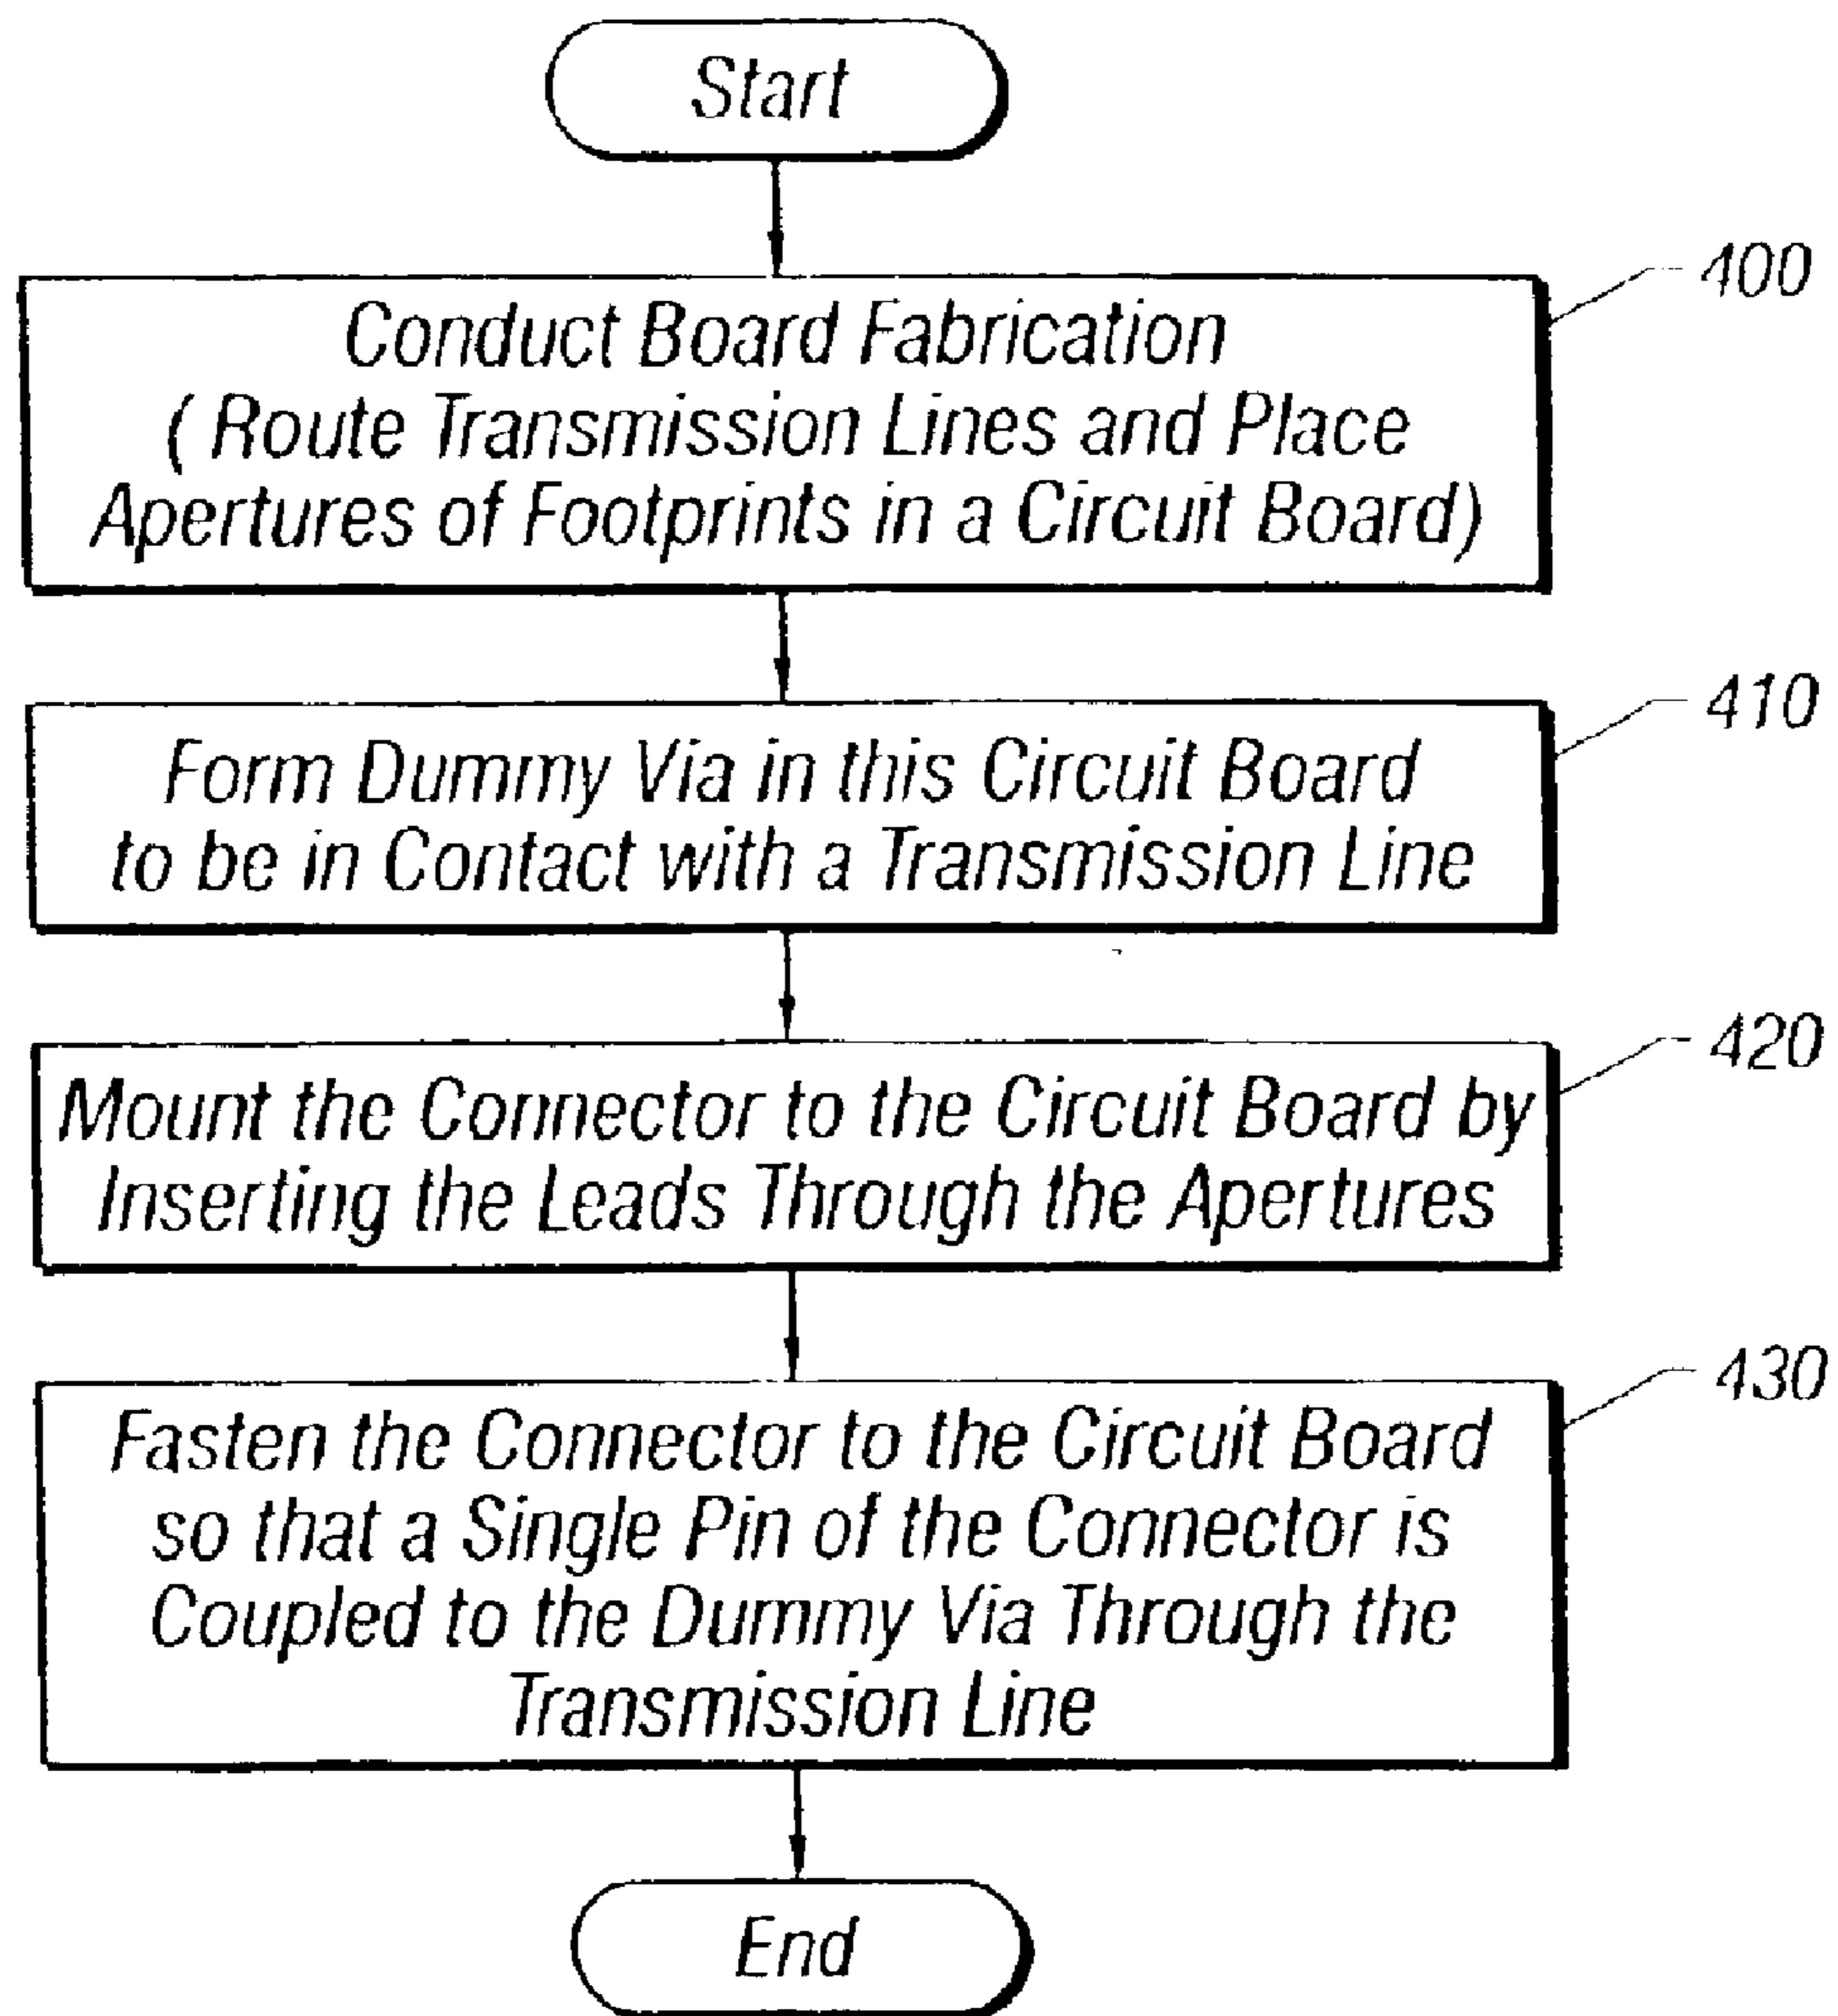 Start
400
Conduct Board Fabrication
( Route Transmission Lines and Place
Apertures of Footprints in a Circuit Board)
410
Form Dummy Via in this Circuit Board
to be in Contact with a Transmission Line
420
Mount the Connector to the Circuit Board by
Inserting the Leads Through the Apertures
430
Fasten the Connector to the Circuit Board
so that a Single Pin of the Connector is
Coupled to the Dummy Via Through the
Transmission Line
End